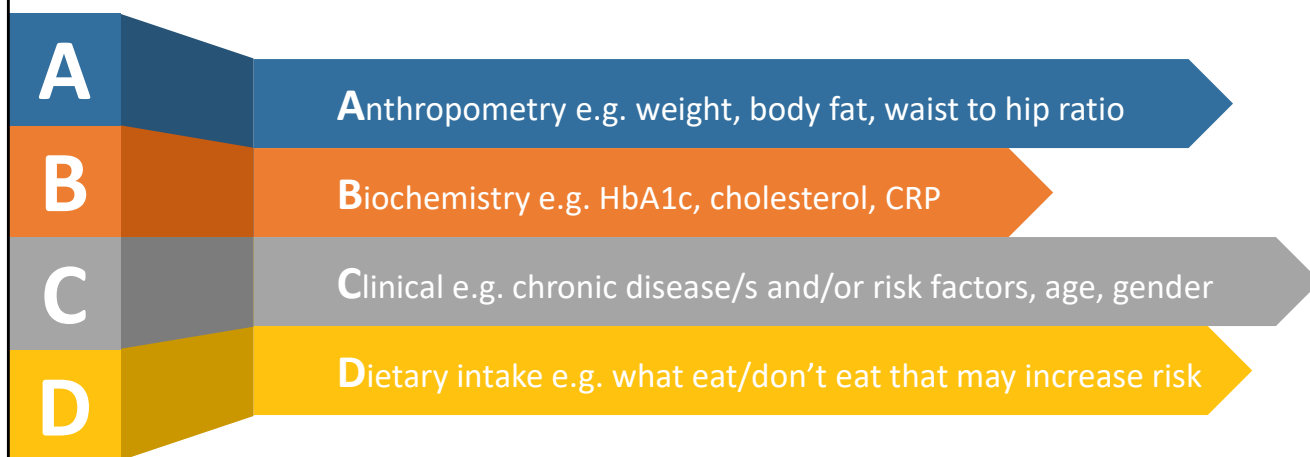 A
Anthropometry e.g. weight, body fat, waist to hip ratio
B
Biochemistry e.g. HbA1c, cholesterol, CRP
C
Clinical e.g. chronic disease/s and/or risk factors, age, gender
D
Dietary intake e.g. what eat/don’t eat that may increase risk